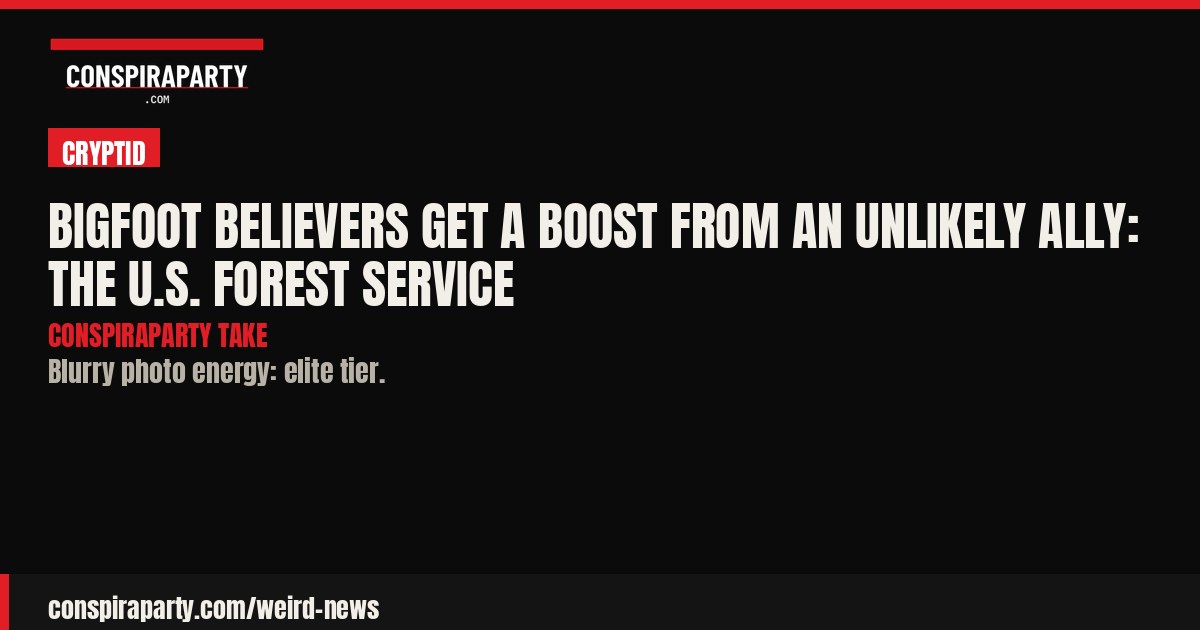 CONSPIRAPARTY
.COM
CRYPTID
BIGFOOT BELIEVERS GET A BOOST FROM AN UNLIKELY ALLY:
THE U.S. FOREST SERVICE
CONSPIRAPARTY TAKE
Blurry photo energy: elite tier.
conspiraparty.com/weird-news